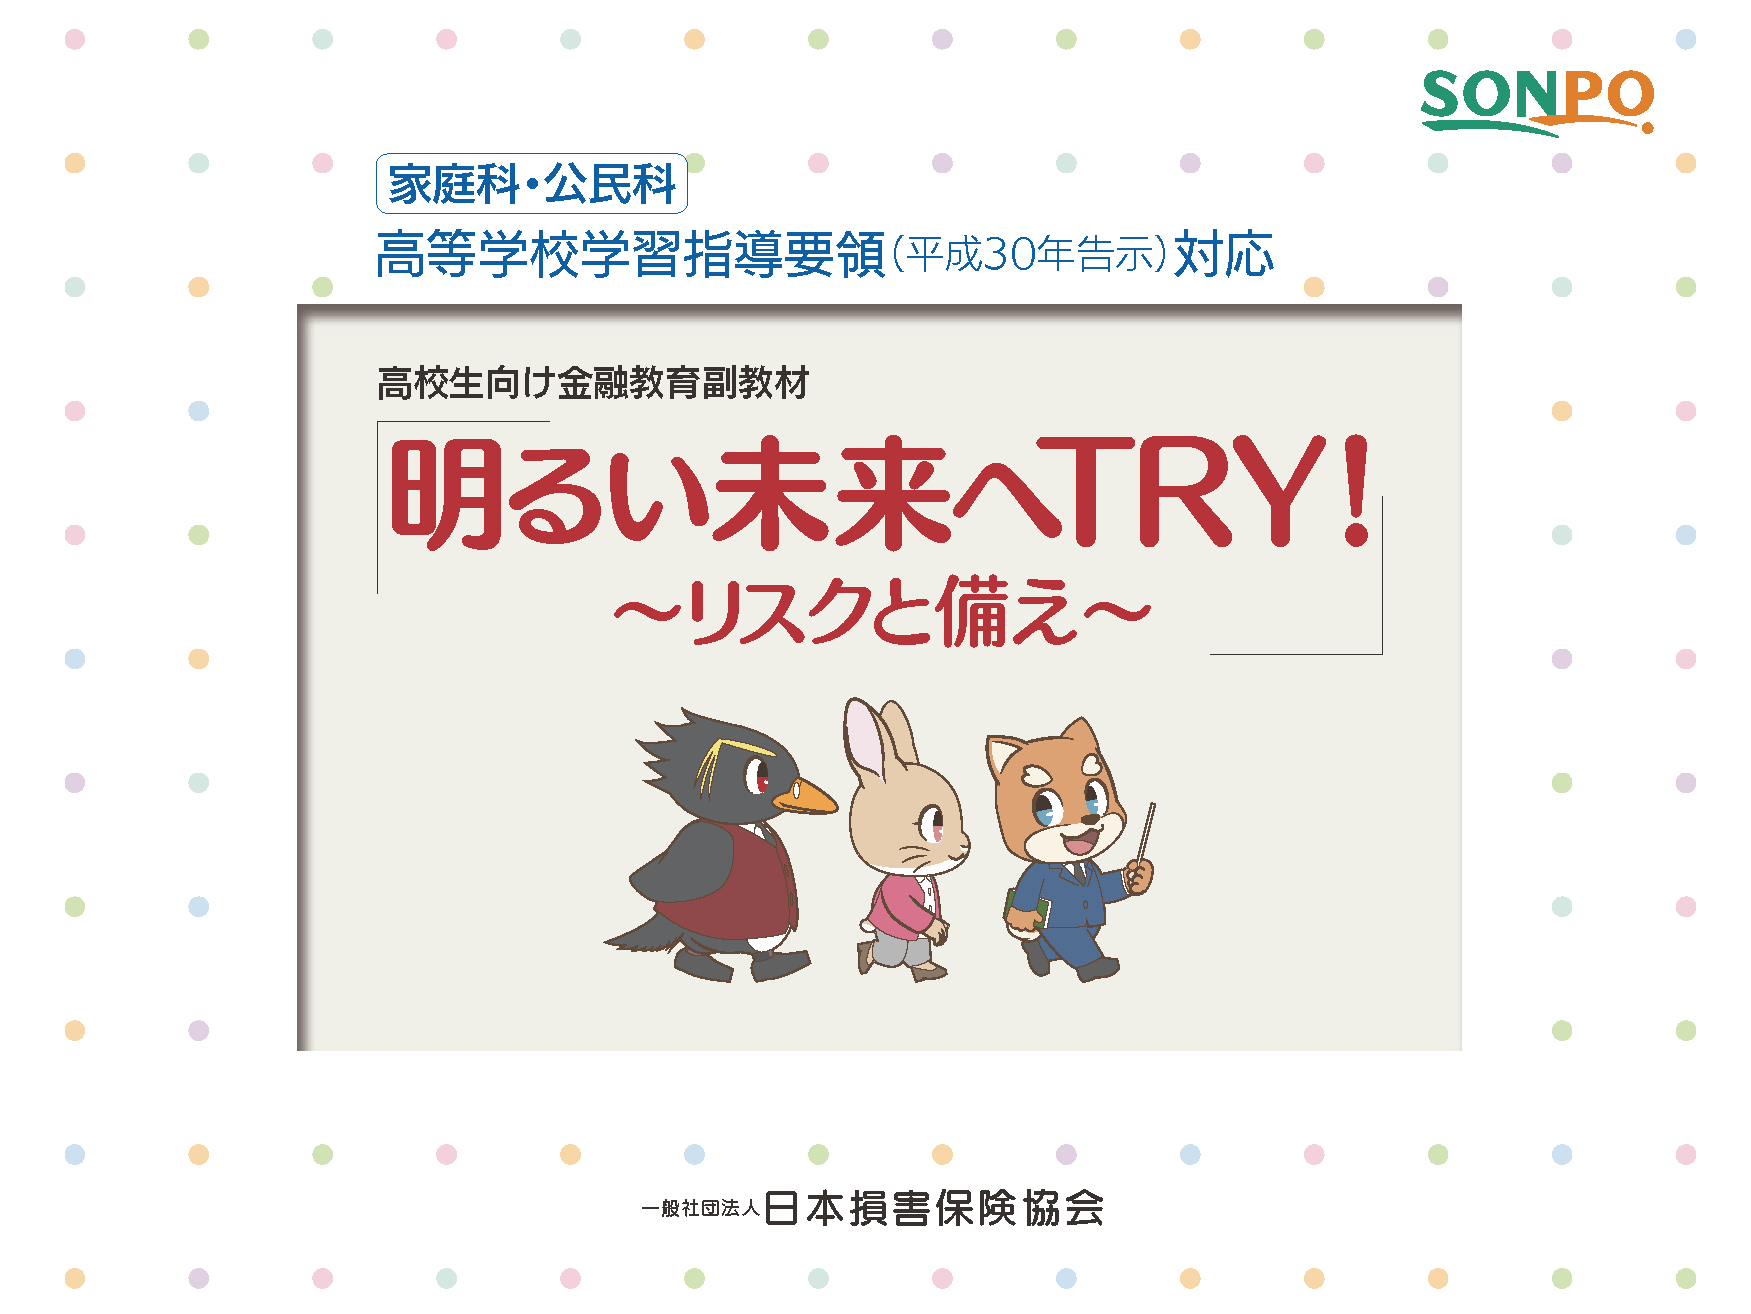 SONPO
家庭科・公民科
高等学校学習指導要領（平成30年告示）対応
高校生向け金融教育副教材
明るい未来へTRY！
～リスクと備え～
一般社団法人日本損害保険協会